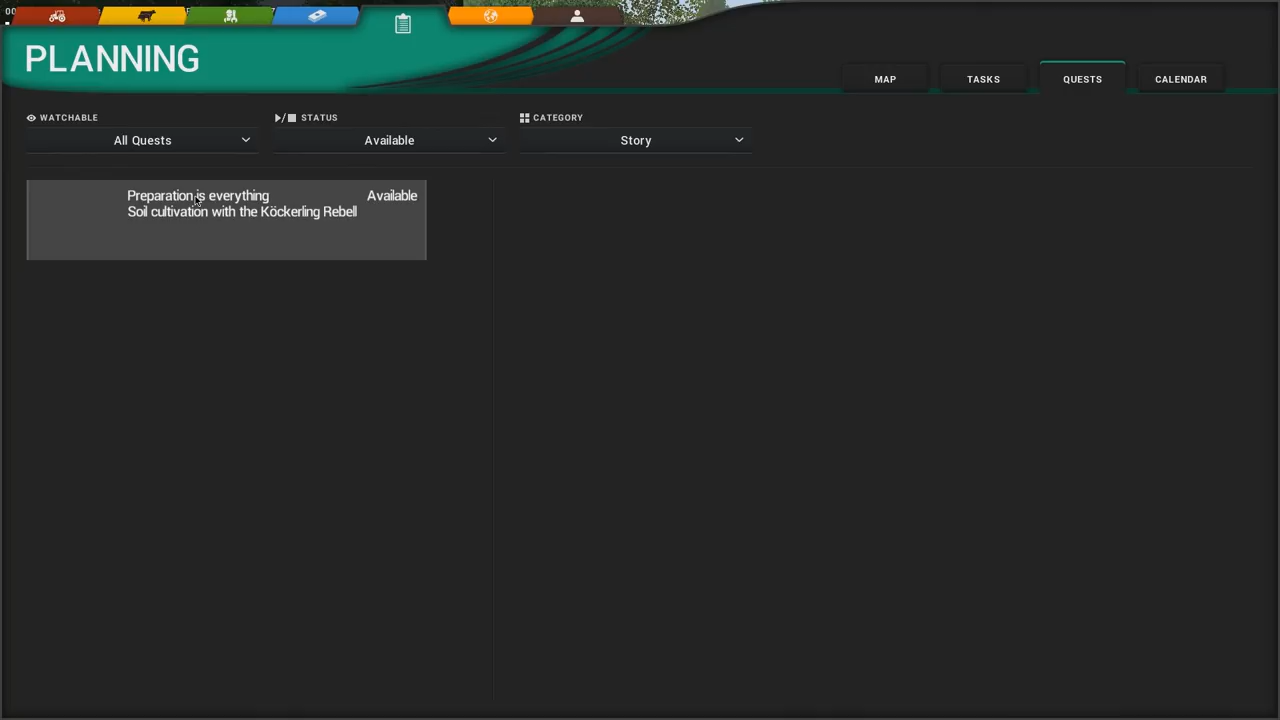 00
PLANNING
MAP
TASKS
QUESTS
CALENDAR
WATCHABLE
STATUS
CATEGORY
All Quests
Available
Story
Preparation is everything
Available
Soil cultivation with the Köckerling Rebell